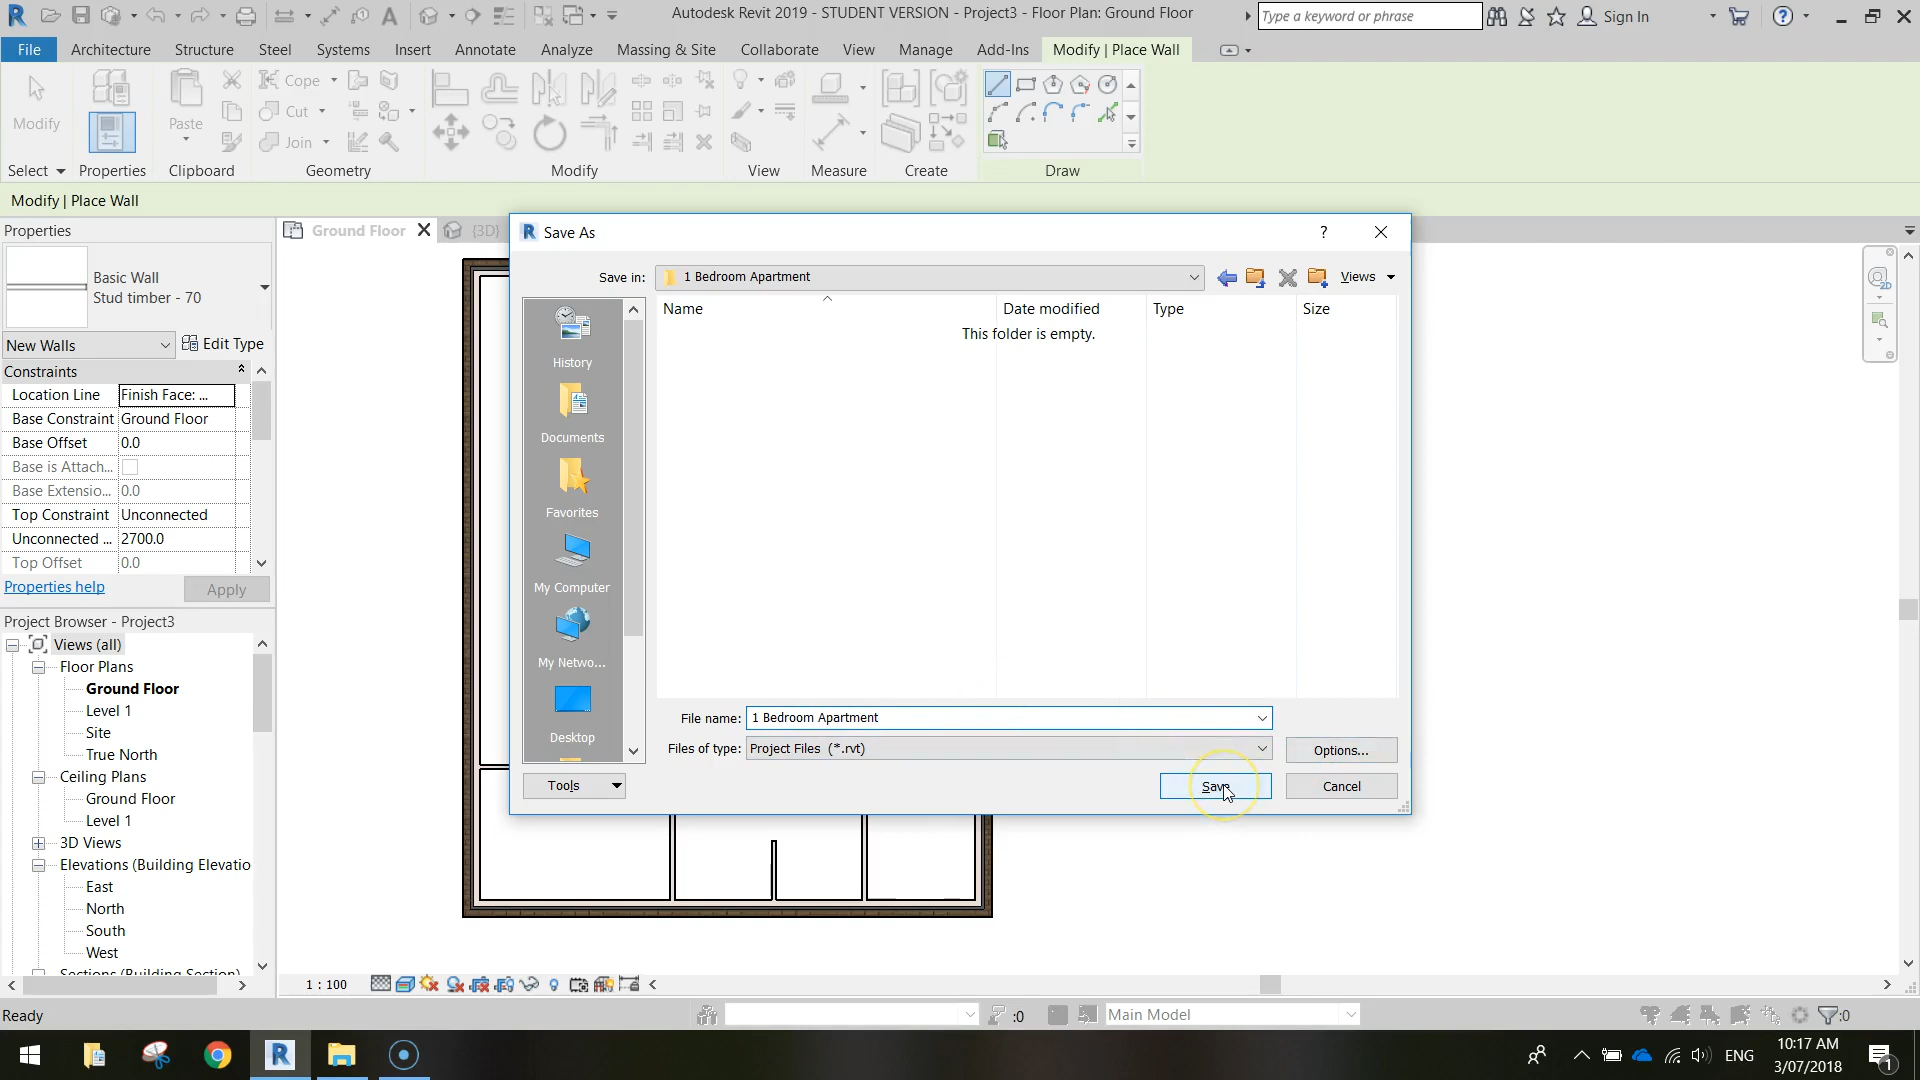 Autodesk Revit 2019 - STUDENT VERSION - Project3 - Floor Plan: Ground Floor
Type a keyword or phrase
Sign In
File Architecture Structure Steel Systems Insert Annotate Analyze Massing & Site Collaborate View Manage Add-Ins Modify | Place Wall
Modify
Paste
Cope
Cut
Join
Select Properties Clipboard Geometry Modify View Measure Create Draw
Modify | Place Wall
Properties
Basic Wall
Stud timber - 70
New Walls
Edit Type
Constraints
Location Line Finish Face: ...
Base Constraint Ground Floor
Base Offset 0.0
Base is Attach...
Base Extensio... 0.0
Top Constraint Unconnected
Unconnected ... 2700.0
Top Offset 0.0
Properties help
Apply
Project Browser - Project3
Views (all)
Floor Plans
Ground Floor
Level 1
Site
True North
Ceiling Plans
Ground Floor
Level 1
3D Views
Elevations (Building Elevatio
East
North
South
West
Sections (Building Section)
Ground Floor
{3D}
Save As
?
Save in: 1 Bedroom Apartment
Views
Name Date modified Type Size
This folder is empty.
History
Documents
Favorites
My Computer
My Netwo...
Desktop
File name: 1 Bedroom Apartment
Files of type: Project Files (*.rvt)
Options...
Tools
Save
Cancel
2D
1 : 100
Ready
:0
Main Model
:0
ENG
10:17 AM
3/07/2018
1